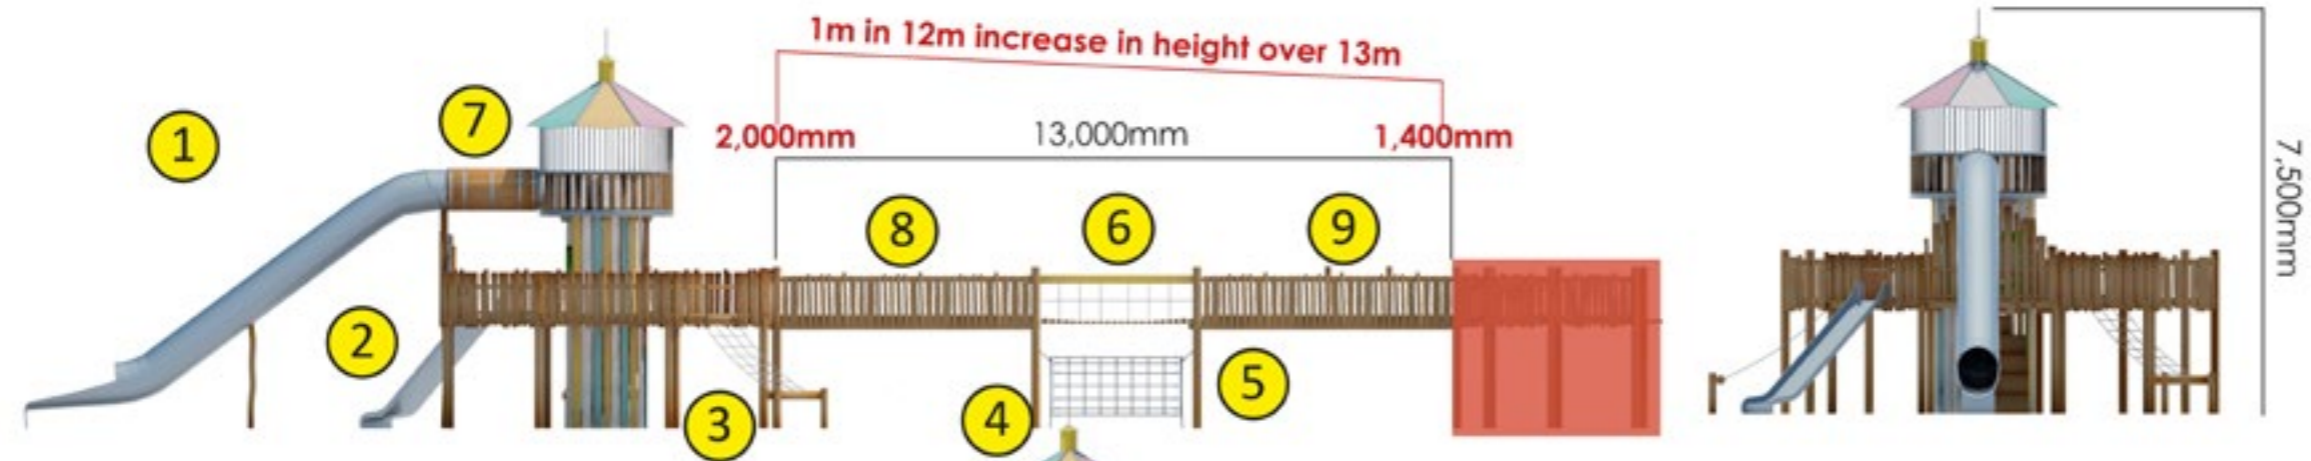 1m in 12m increase in height over 13m
2,000mm
13,000mm
1,400mm
7,500mm
1
7
8
6
9
2
3
4
5